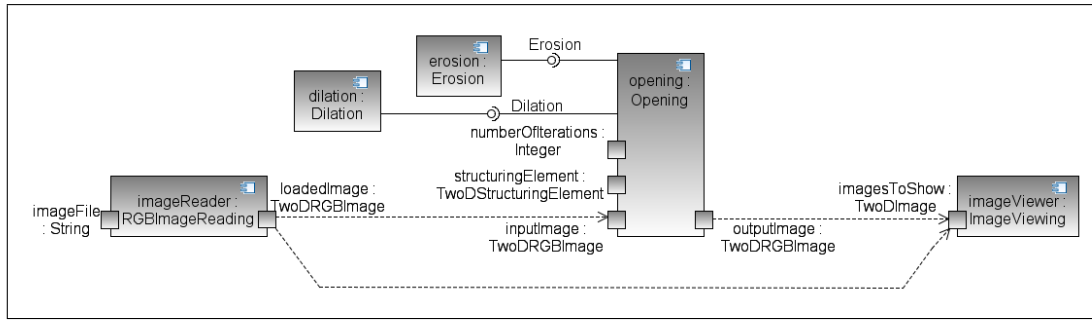 Erosion
erosion :
Erosion
opening :
Opening
dilation :
Dilation
Dilation
numberOfIterations :
Integer
structuringElement :
TwoDStructuringElement
imageFile
: String
imageReader :
RGBImageReading
loadedImage :
TwoDRGBImage
inputImage :
TwoDRGBImage
outputImage :
TwoDRGBImage
imagesToShow :
TwoDImage
imageViewer :
ImageViewing